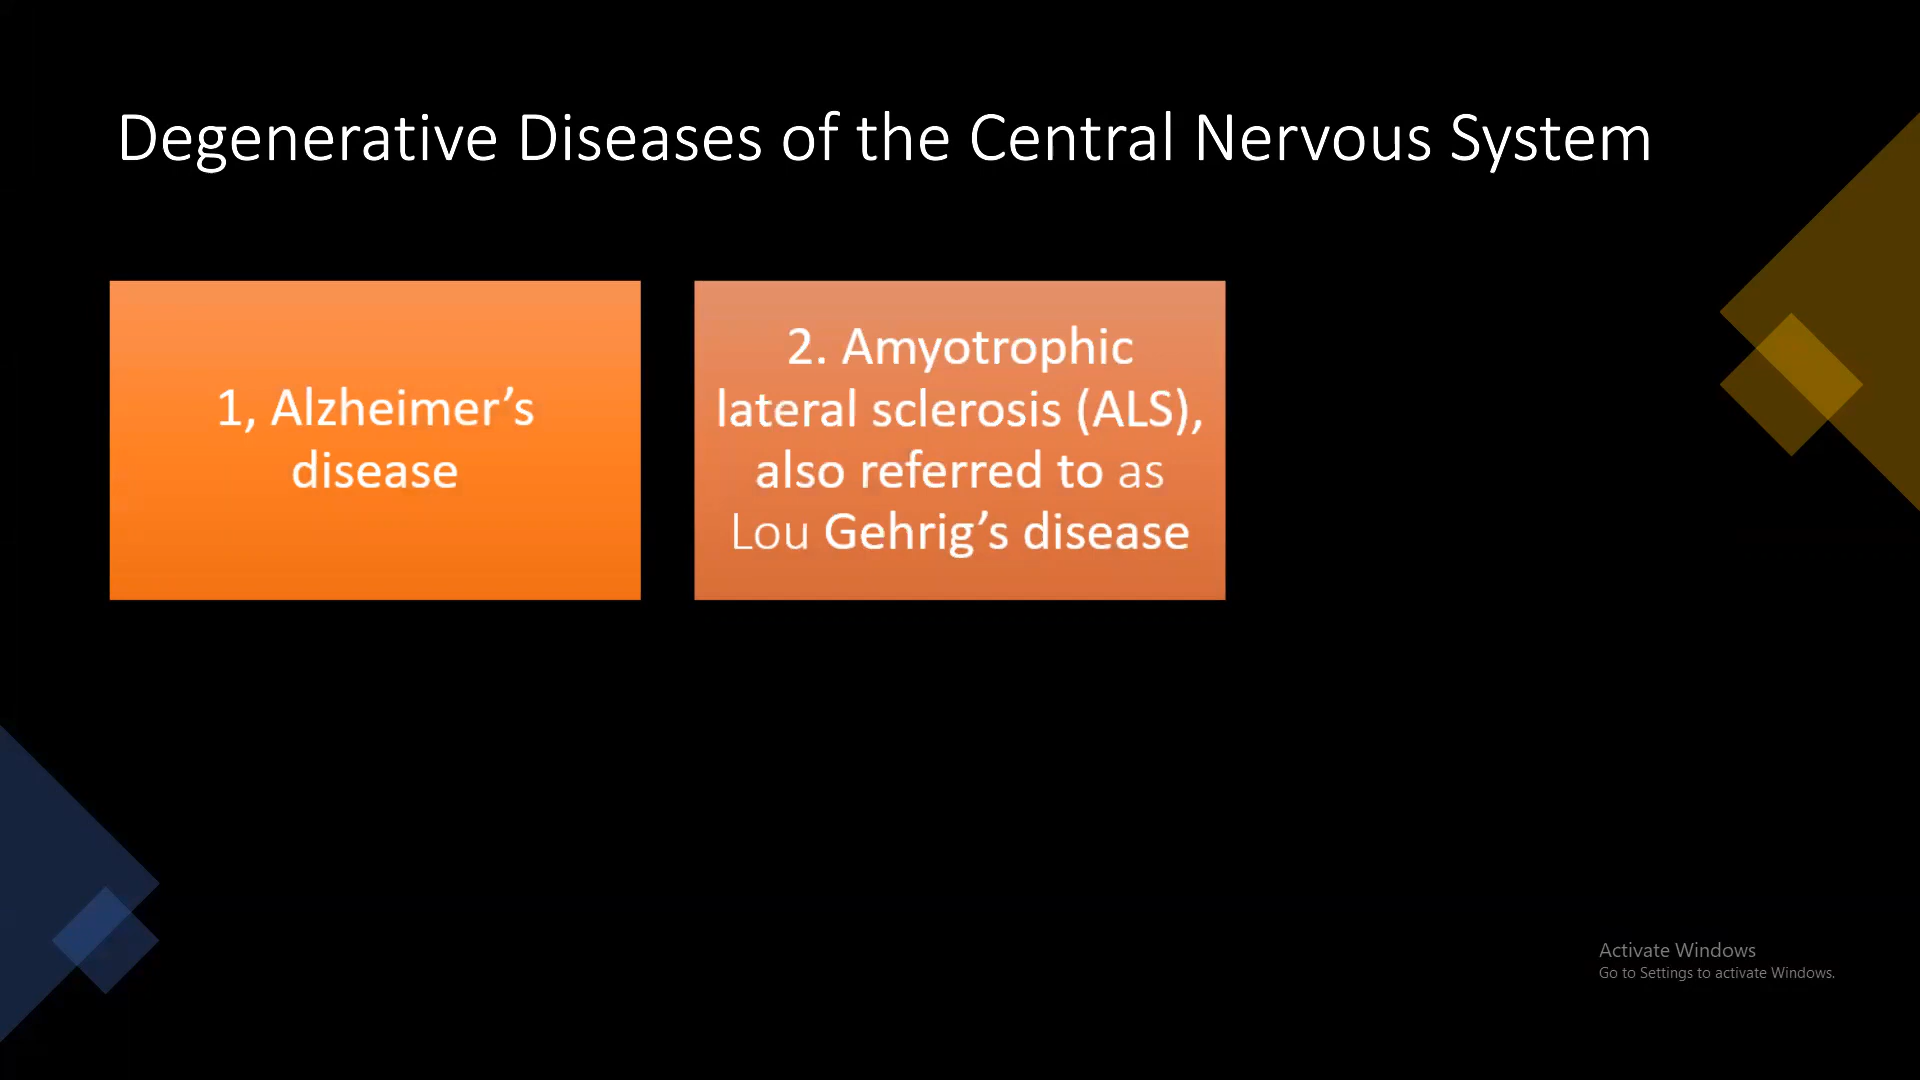 Degenerative Diseases of the Central Nervous System
1, Alzheimer’s
disease
2. Amyotrophic
lateral sclerosis (ALS),
also referred to as
Lou Gehrig’s disease
Activate Windows
Go to Settings to activate Windows.